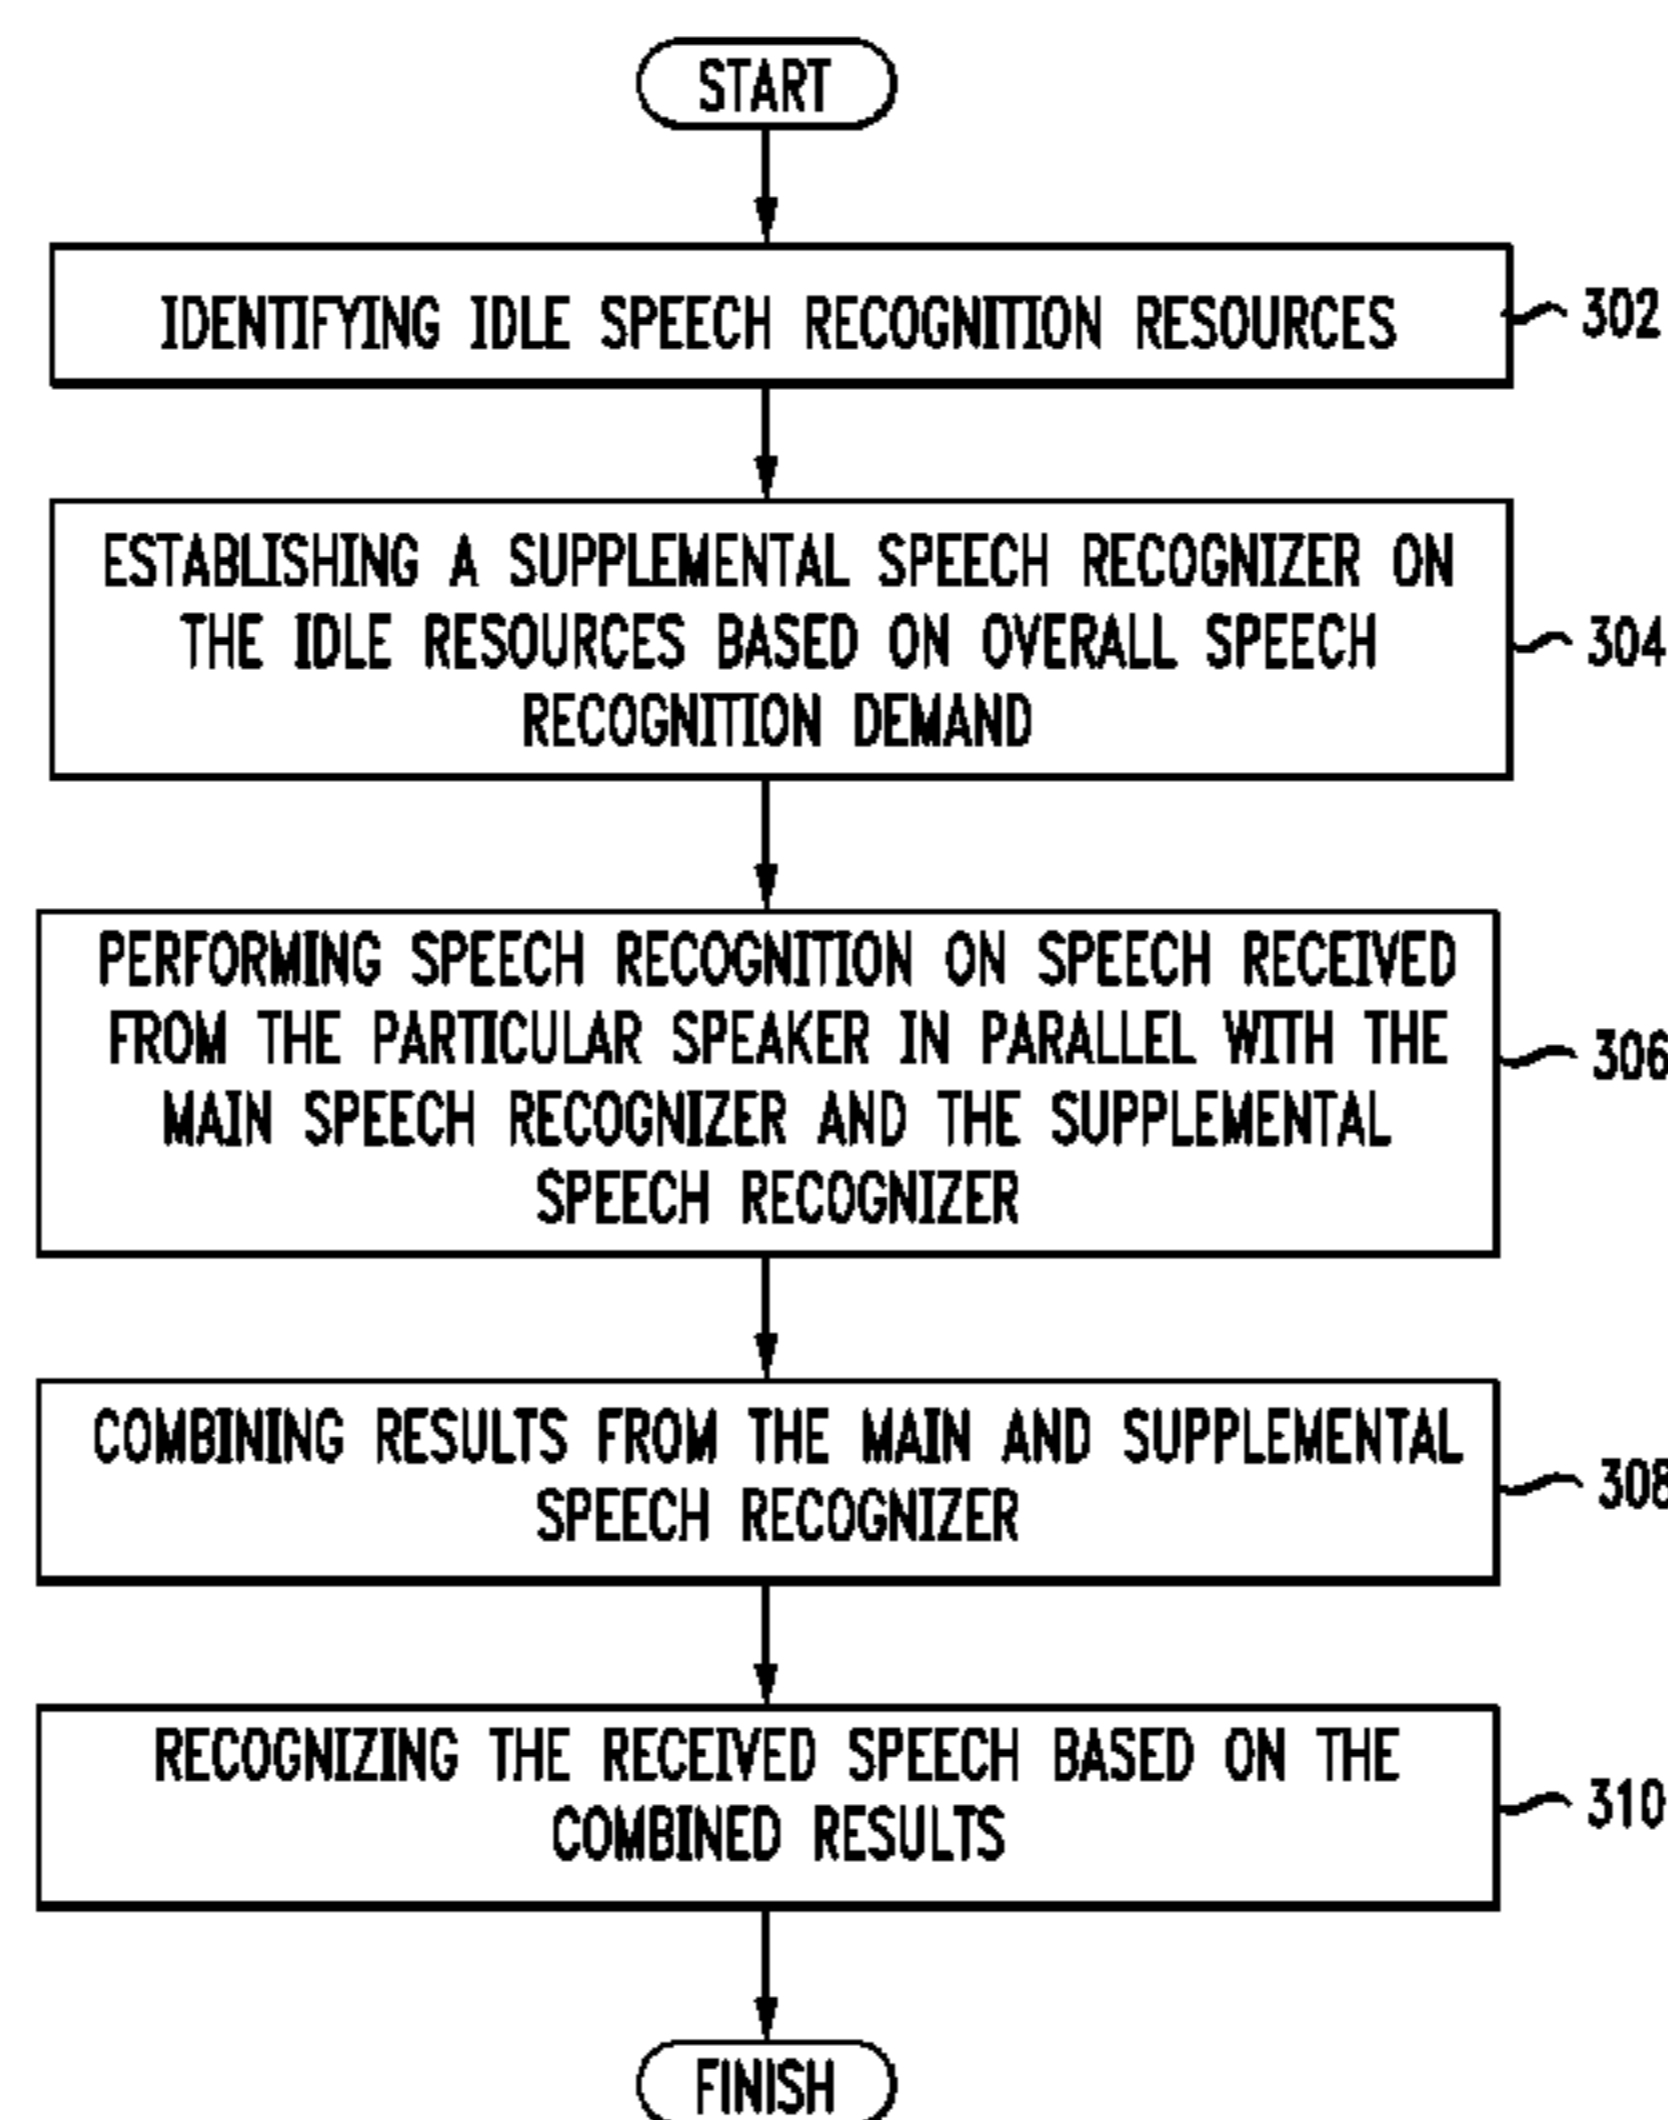 START
IDENTIFYING IDLE SPEECH RECOGNITION RESOURCES
302
ESTABLISHING A SUPPLEMENTAL SPEECH RECOGNIZER ON
THE IDLE RESOURCES BASED ON OVERALL SPEECH
RECOGNITION DEMAND
304
PERFORMING SPEECH RECOGNITION ON SPEECH RECEIVED
FROM THE PARTICULAR SPEAKER IN PARALLEL WITH THE
MAIN SPEECH RECOGNIZER AND THE SUPPLEMENTAL
SPEECH RECOGNIZER
306
COMBINING RESULTS FROM THE MAIN AND SUPPLEMENTAL
SPEECH RECOGNIZER
308
RECOGNIZING THE RECEIVED SPEECH BASED ON THE
COMBINED RESULTS
310
FINISH